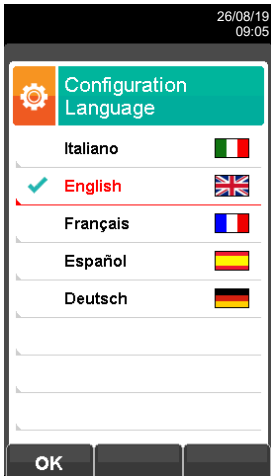 26/08/19
09:05
Configuration
Language
Italiano
English
Français
Español
Deutsch
OK